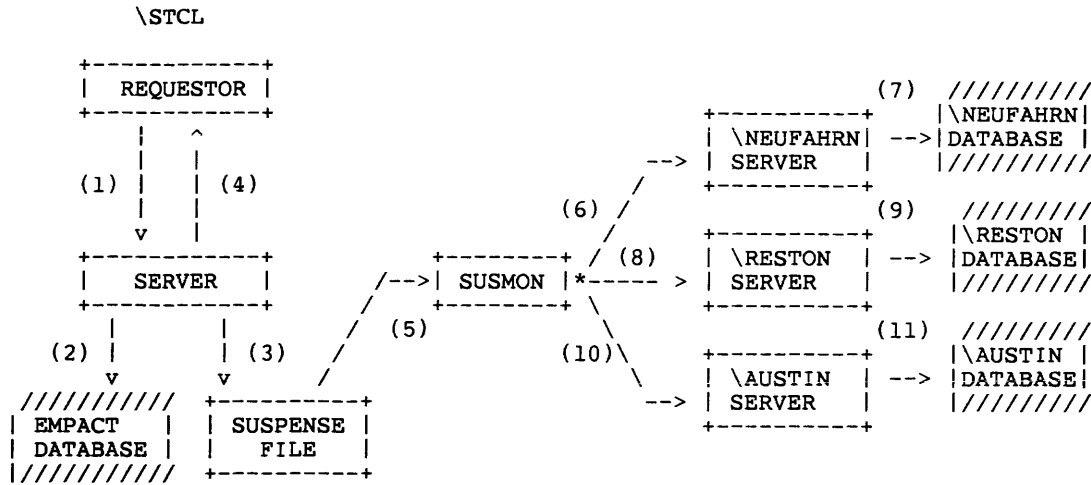 \STCL
REQUESTOR
(1)
(4)
SERVER
(2)
(3)
EMPACT
DATABASE
SUSPENSE
FILE
(5)
SUSMON
(6)
(8)
(10)
\NEUFAHRN
SERVER
(7)
\NEUFAHRN
DATABASE
\RESTON
SERVER
(9)
\RESTON
DATABASE
\AUSTIN
SERVER
(11)
\AUSTIN
DATABASE